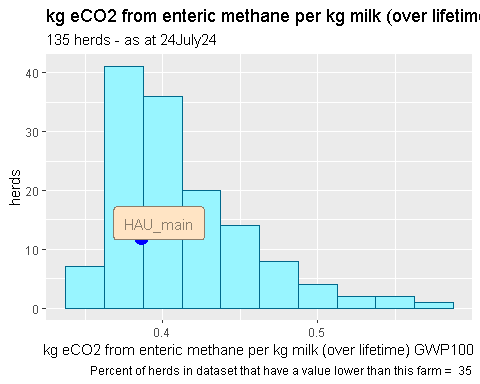 kg eCO2 from enteric methane per kg milk (over lifetim
135 herds - as at 24July24
40
30
20
10
0
herds
HAU_main
0.4 0.5
kg eCO2 from enteric methane per kg milk (over lifetime) GWP100
Percent of herds in dataset that have a value lower than this farm = 35